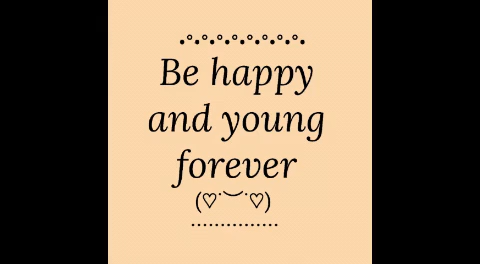 •°•°•°•°•°•°•°•°•
Be happy
and young
forever
(♡˙︶˙♡)
...............